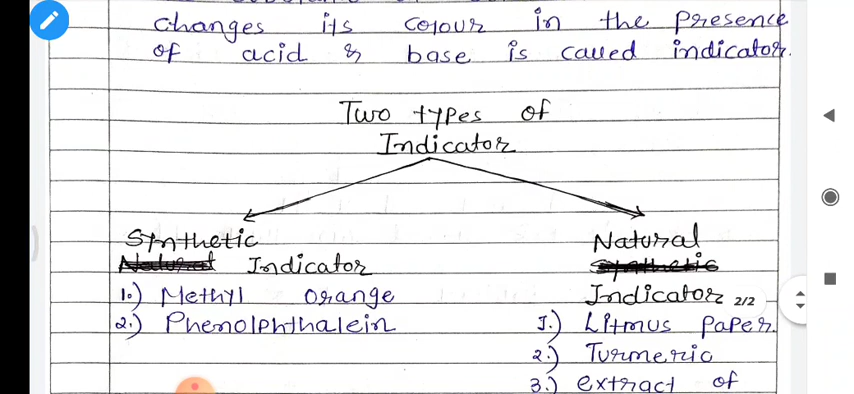 changes its colour in the presence
of acid & base is called indicator.
Two types of
Indicator
Synthetic
Indicator
1.) Methyl orange
2.) Phenolphthalein
Natural
Indicator
2/2
1.) Litmus paper.
2.) Turmeric
3.) extract of